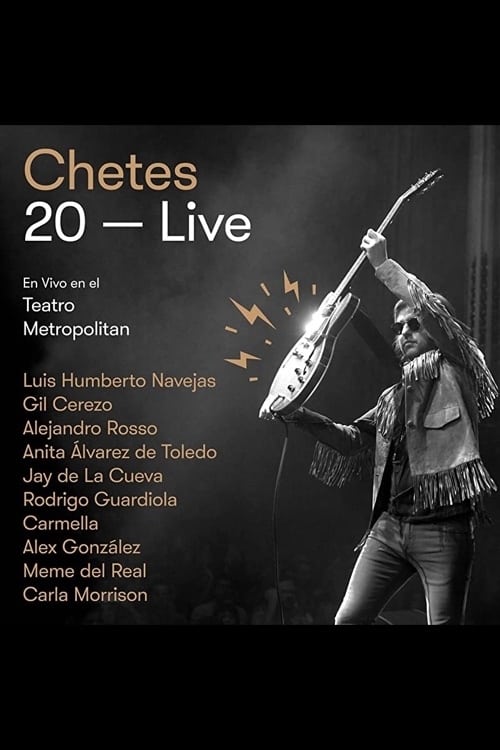 Chetes
20 — Live
En Vivo en el
Teatro
Metropolitan
Luis Humberto Navejas
Gil Cerezo
Alejandro Rosso
Anita Álvarez de Toledo
Jay de La Cueva
Rodrigo Guardiola
Carmella
Alex González
Meme del Real
Carla Morrison